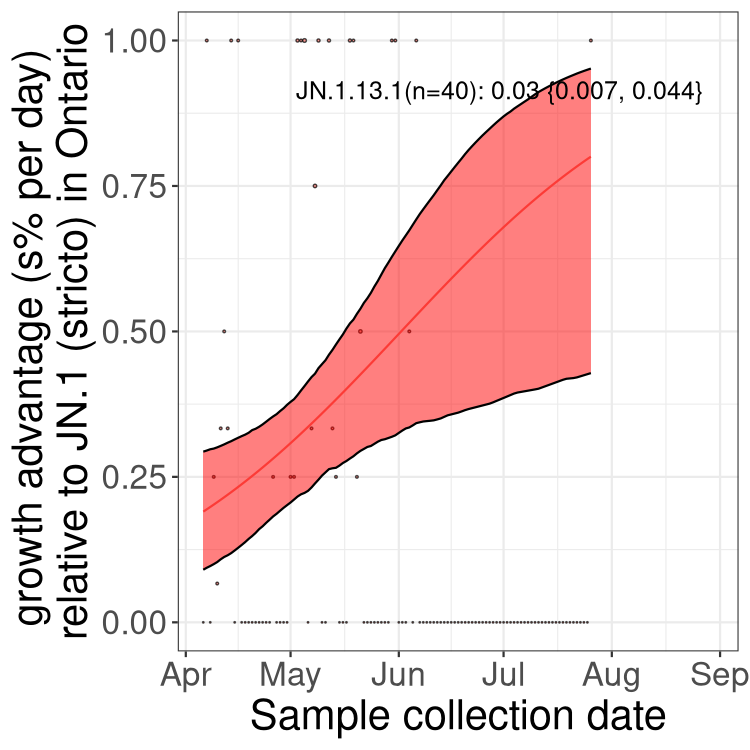 growth advantage (s% per day)
relative to JN.1 (stricto) in Ontario
1.00
0.75
0.50
0.25
0.00
JN.1.13.1(n=40): 0.03 {0.007, 0.044}
Apr May Jun Jul Aug Sep
Sample collection date